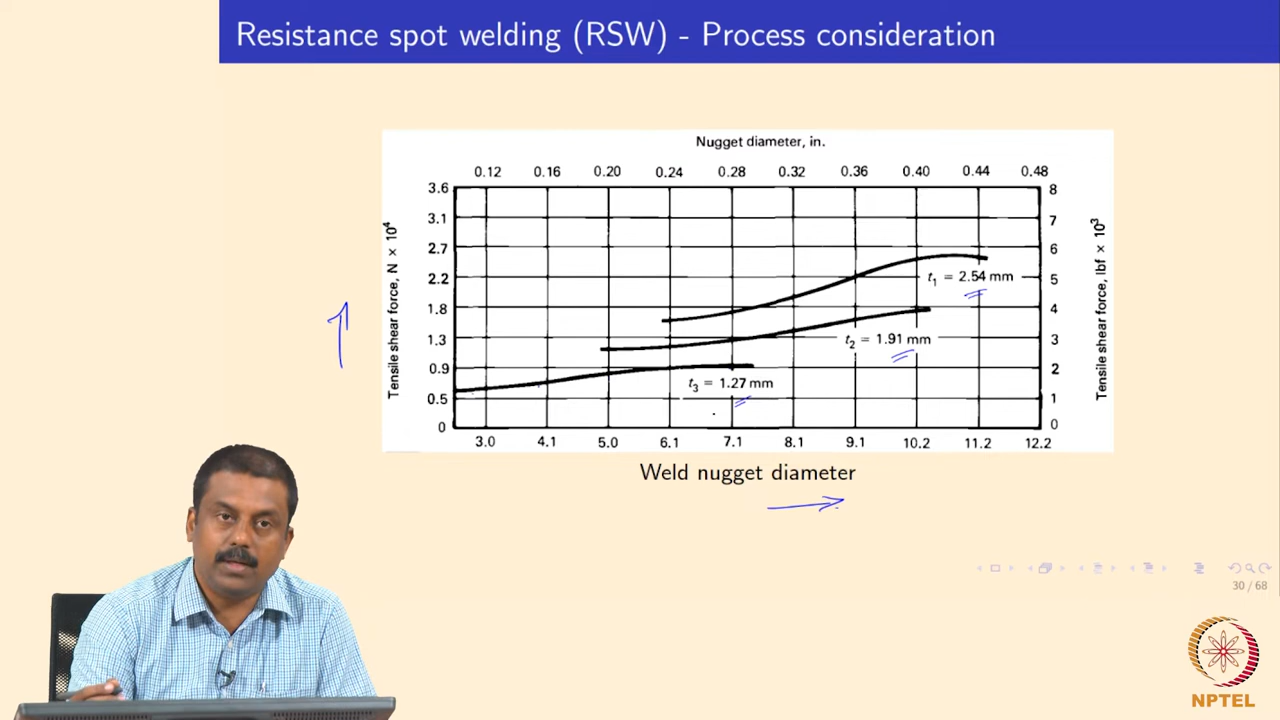 Resistance spot welding (RSW) - Process consideration
Nugget diameter, in.
0.12 0.16 0.20 0.24 0.28 0.32 0.36 0.40 0.44 0.48
Tensile shear force, N × 10⁴
3.6
3.1
2.7
2.2
1.8
1.3
0.9
0.5
0
t₁ = 2.54 mm
t₂ = 1.91 mm
t₃ = 1.27 mm
8
7
6
5
4
3
2
1
0
Tensile shear force, lbf × 10³
3.0 4.1 5.0 6.1 7.1 8.1 9.1 10.2 11.2 12.2
Weld nugget diameter
30 / 68
NPTEL